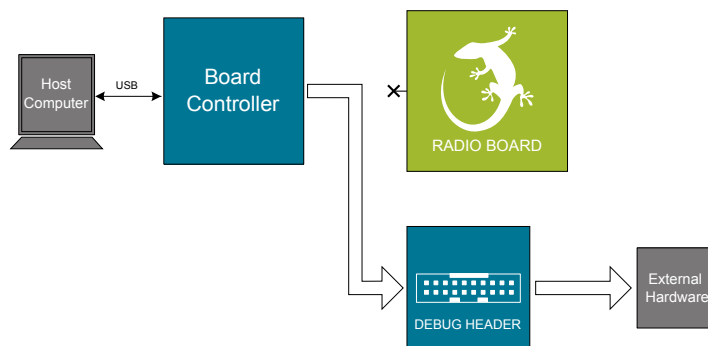 Host
Computer
USB
Board
Controller
RADIO BOARD
DEBUG HEADER
External
Hardware